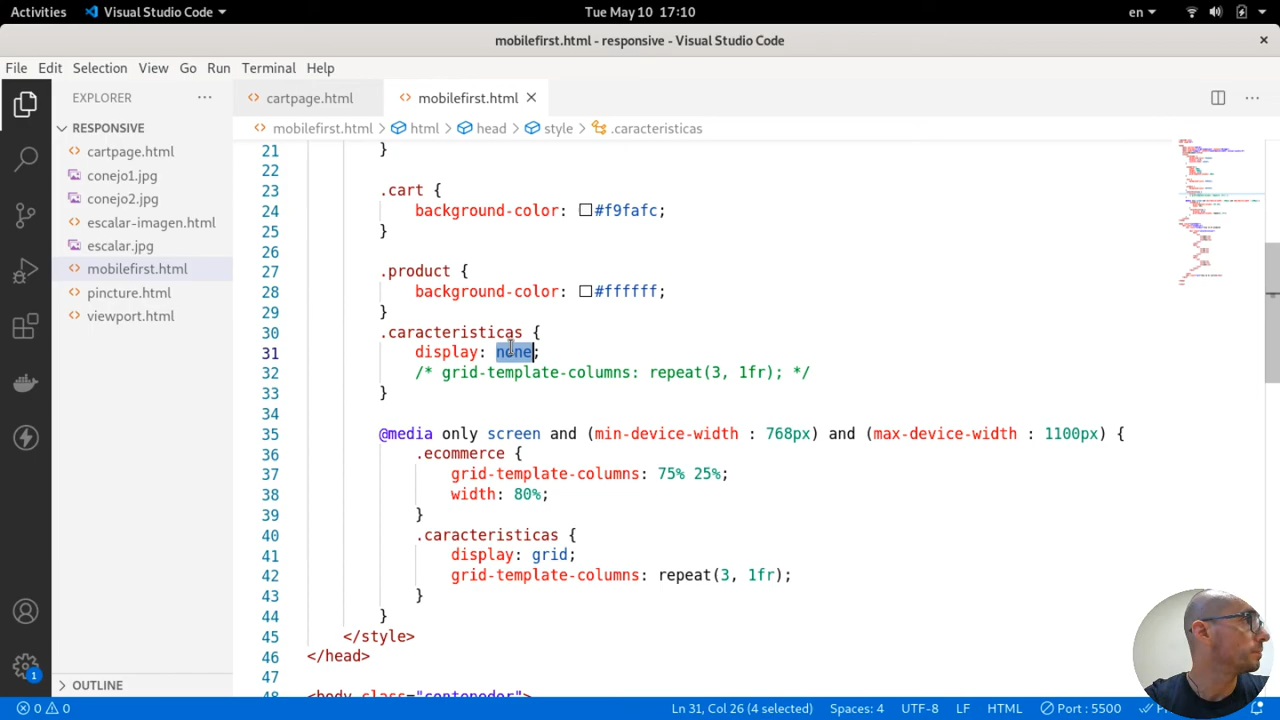 Activities Visual Studio Code Tue May 10 17:10 en
mobilefirst.html - responsive - Visual Studio Code
File Edit Selection View Go Run Terminal Help
EXPLORER
RESPONSIVE
cartpage.html
conejo1.jpg
conejo2.jpg
escalar-imagen.html
escalar.jpg
mobilefirst.html
pincture.html
viewport.html
OUTLINE
cartpage.html mobilefirst.html
mobilefirst.html > html > head > style > .caracteristicas
21 }
22
23 .cart {
24 background-color: #f9fafc;
25 }
26
27 .product {
28 background-color: #ffffff;
29 }
30 .caracteristicas {
31 display: none;
32 /* grid-template-columns: repeat(3, 1fr); */
33 }
34
35 @media only screen and (min-device-width : 768px) and (max-device-width : 1100px) {
36 .ecommerce {
37 grid-template-columns: 75% 25%;
38 width: 80%;
39 }
40 .caracteristicas {
41 display: grid;
42 grid-template-columns: repeat(3, 1fr);
43 }
44 }
45 </style>
46 </head>
47
48 <body class="contenedor">
1
0 0 Ln 31, Col 26 (4 selected) Spaces: 4 UTF-8 LF HTML Port : 5500